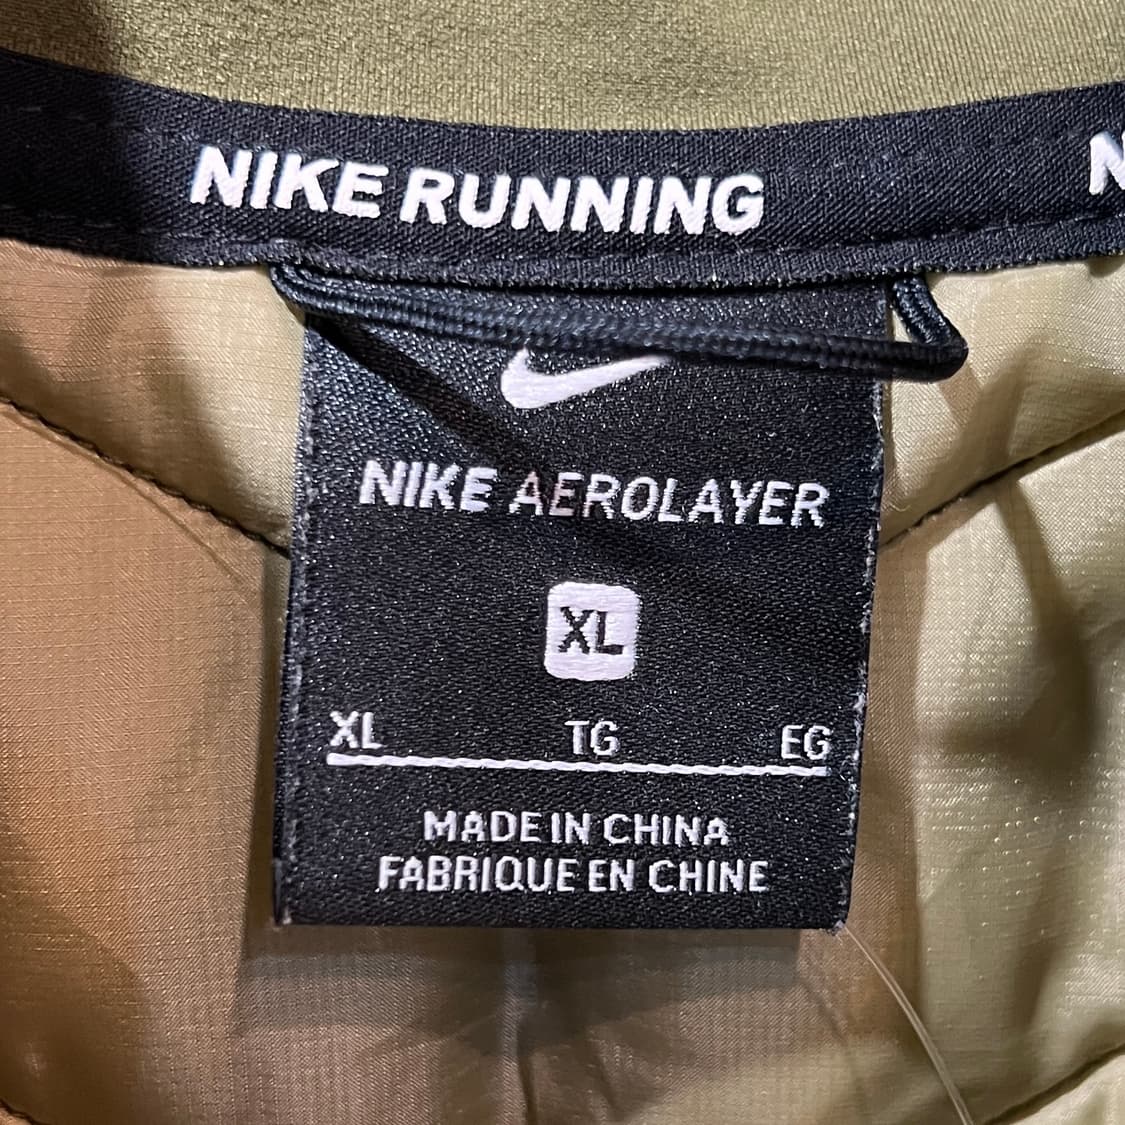 NIKE RUNNING
NIKE AEROLAYER
XL
XL TG EG
MADE IN CHINA
FABRIQUE EN CHINE